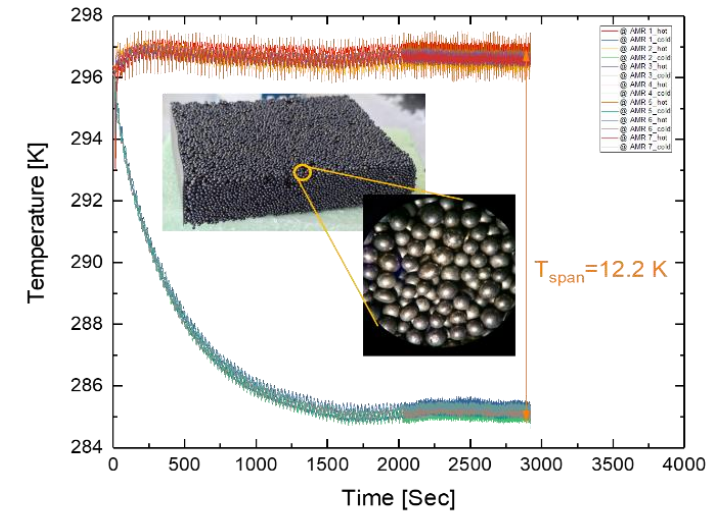 298
296
294
292
290
288
286
284
Temperature [K]
@ AMR 1_hot
@ AMR 1_cold
@ AMR 2_hot
@ AMR 2_cold
@ AMR 3_hot
@ AMR 3_cold
@ AMR 4_hot
@ AMR 4_cold
@ AMR 5_hot
@ AMR 5_cold
@ AMR 6_hot
@ AMR 6_cold
@ AMR 7_hot
@ AMR 7_cold
Tspan=12.2 K
0 500 1000 1500 2000 2500 3000 3500 4000
Time [Sec]